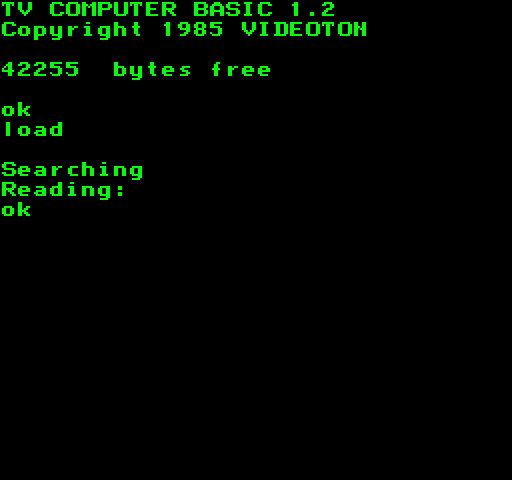 TV COMPUTER BASIC 1.2
Copyright 1985 VIDEOTON
42255  bytes free
ok
load
Searching
Reading:
ok